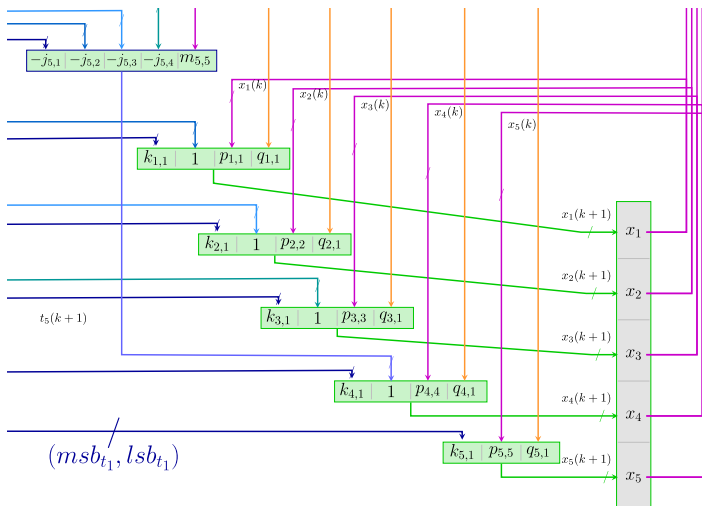 −j5,1 | −j5,2 | −j5,3 | −j5,4 | m5,5
x1(k)
x2(k)
x3(k)
x4(k)
x5(k)
k1,1 | 1 | p1,1 | q1,1
x1(k+1)
k2,1 | 1 | p2,2 | q2,1
x1
x2(k+1)
x2
k3,1 | 1 | p3,3 | q3,1
t5(k+1)
x3(k+1)
x3
k4,1 | 1 | p4,4 | q4,1
x4(k+1)
x4
k5,1 | p5,5 | q5,1
(msbt1, lsbt1)
x5(k+1)
x5